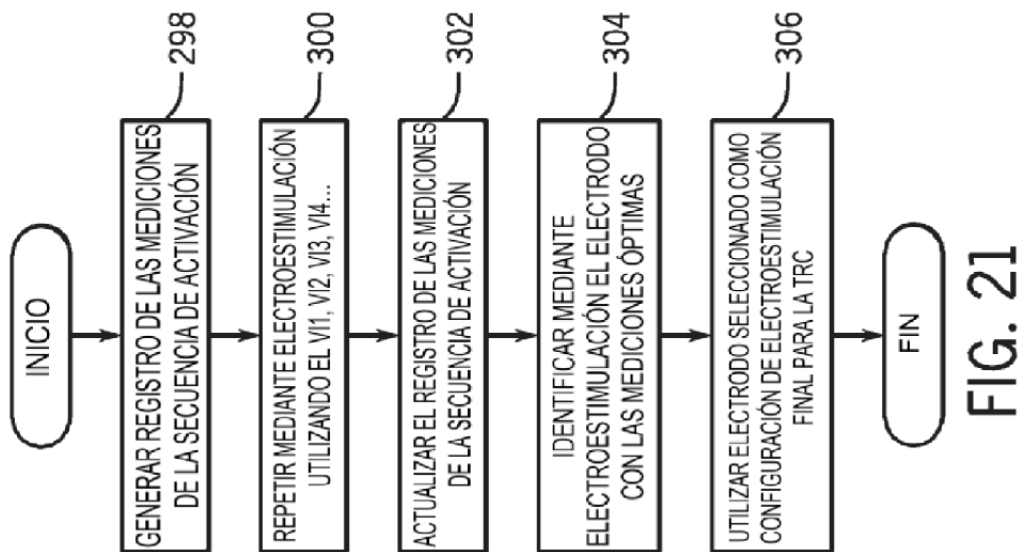 INICIO
GENERAR REGISTRO DE LAS MEDICIONES
DE LA SECUENCIA DE ACTIVACIÓN
298
REPETIR MEDIANTE ELECTROESTIMULACIÓN
UTILIZANDO EL VI1, VI2, VI3, VI4...
300
ACTUALIZAR EL REGISTRO DE LAS MEDICIONES
DE LA SECUENCIA DE ACTIVACIÓN
302
IDENTIFICAR MEDIANTE
ELECTROESTIMULACIÓN EL ELECTRODO
CON LAS MEDICIONES ÓPTIMAS
304
UTILIZAR ELECTRODO SELECCIONADO COMO
CONFIGURACIÓN DE ELECTROESTIMULACIÓN
FINAL PARA LA TRC
306
FIN
FIG. 21